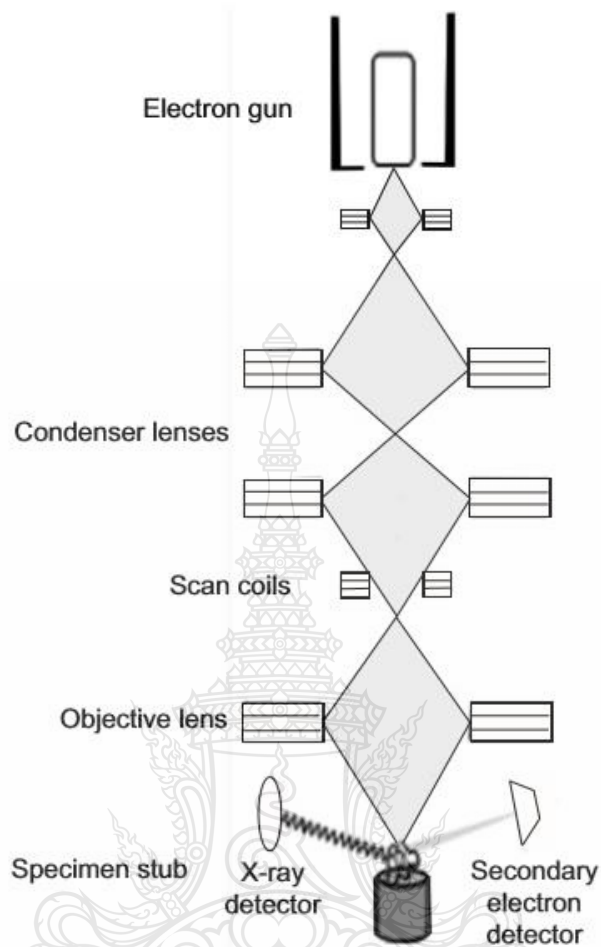 Electron gun
Condenser lenses
Scan coils
Objective lens
Specimen stub
X-ray
detector
Secondary
electron
detector